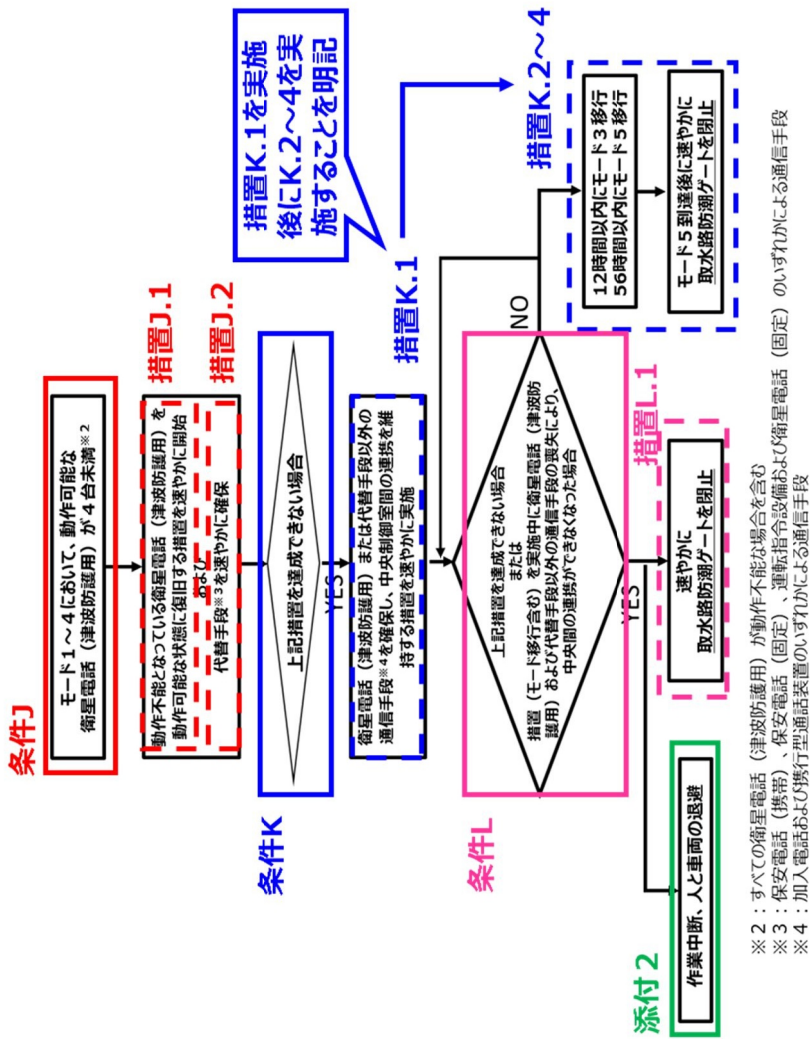 条件J
モード1~4において、動作可能な
衛星電話(津波防護用)が4台未満※2
措置J.1
動作不能となっている衛星電話(津波防護用)を
動作可能な状態に復旧する措置を速やかに開始
および
代替手段※3を速やかに確保
措置J.2
条件K
上記措置を達成できない場合
YES
措置K.1を実施
後にK.2~4を実
施することを明記
措置K.1
衛星電話(津波防護用)または代替手段以外の
通信手段※4を確保し、中央制御室間の連携を維
持する措置を速やかに実施
条件L
上記措置を達成できない場合
または
措置(モード移行含む)を実施中に衛星電話(津波防
護用)および代替手段以外の通信手段の喪失により、
中央間の連携ができなくなった場合
NO
YES
措置K.2~4
12時間以内にモード3移行
56時間以内にモード5移行
モード5到達後に速やかに
取水路防潮ゲートを閉止
措置L.1
速やかに
取水路防潮ゲートを閉止
添付2
作業中断、人と車両の退避
※2:すべての衛星電話(津波防護用)が動作不能な場合を含む
※3:保安電話(携帯)、保安電話(固定)、運転指令設備および衛星電話(固定)のいずれかによる通信手段
※4:加入電話および携行型通話装置のいずれかによる通信手段